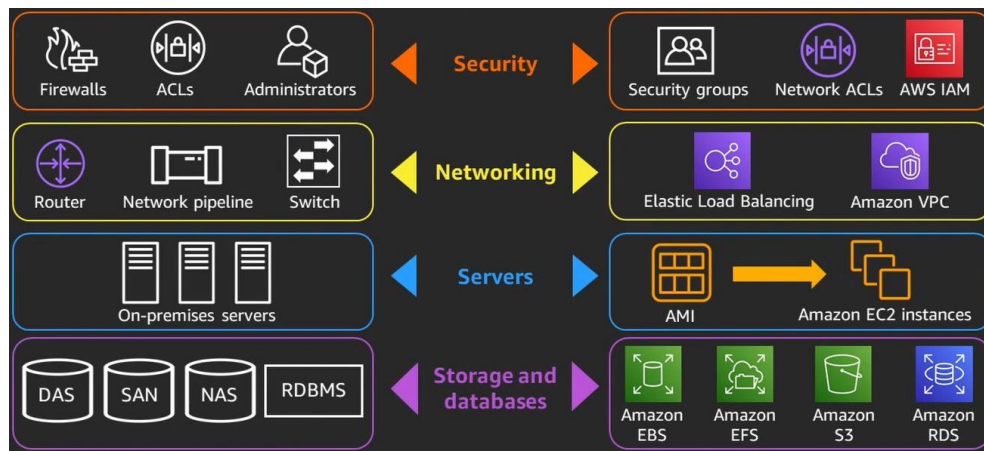 Firewalls
ACLs
Administrators
Security
Security groups
Network ACLs
AWS IAM
Router
Network pipeline
Switch
Networking
Elastic Load Balancing
Amazon VPC
On-premises servers
Servers
AMI
Amazon EC2 instances
DAS
SAN
NAS
RDBMS
Storage and
databases
Amazon
EBS
Amazon
EFS
Amazon
S3
Amazon
RDS